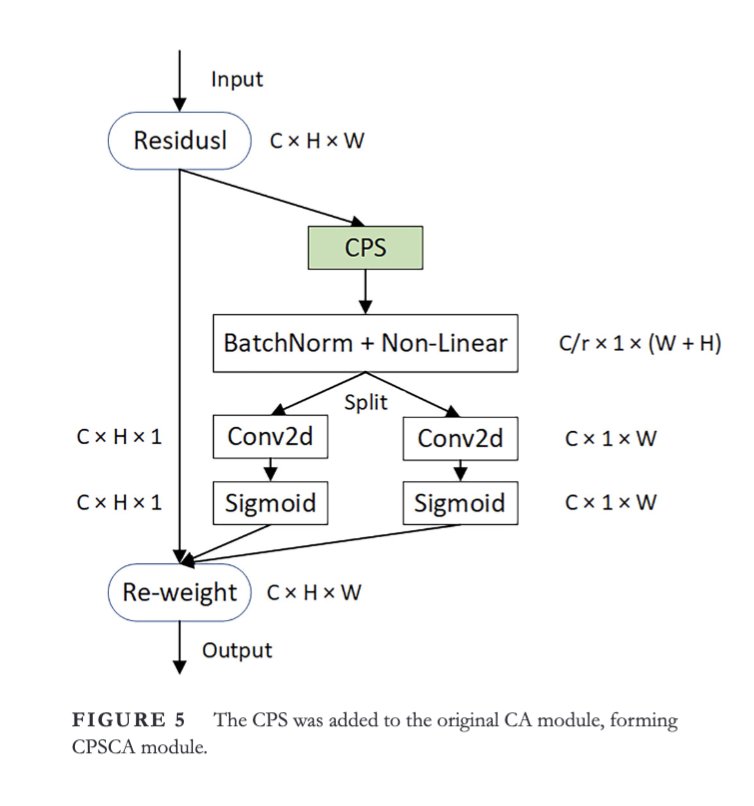 Input
Residusl C × H × W
CPS
BatchNorm + Non-Linear C/r × 1 × (W + H)
Split
C × H × 1 Conv2d Conv2d C × 1 × W
C × H × 1 Sigmoid Sigmoid C × 1 × W
Re-weight C × H × W
Output
FIGURE 5 The CPS was added to the original CA module, forming
CPSCA module.